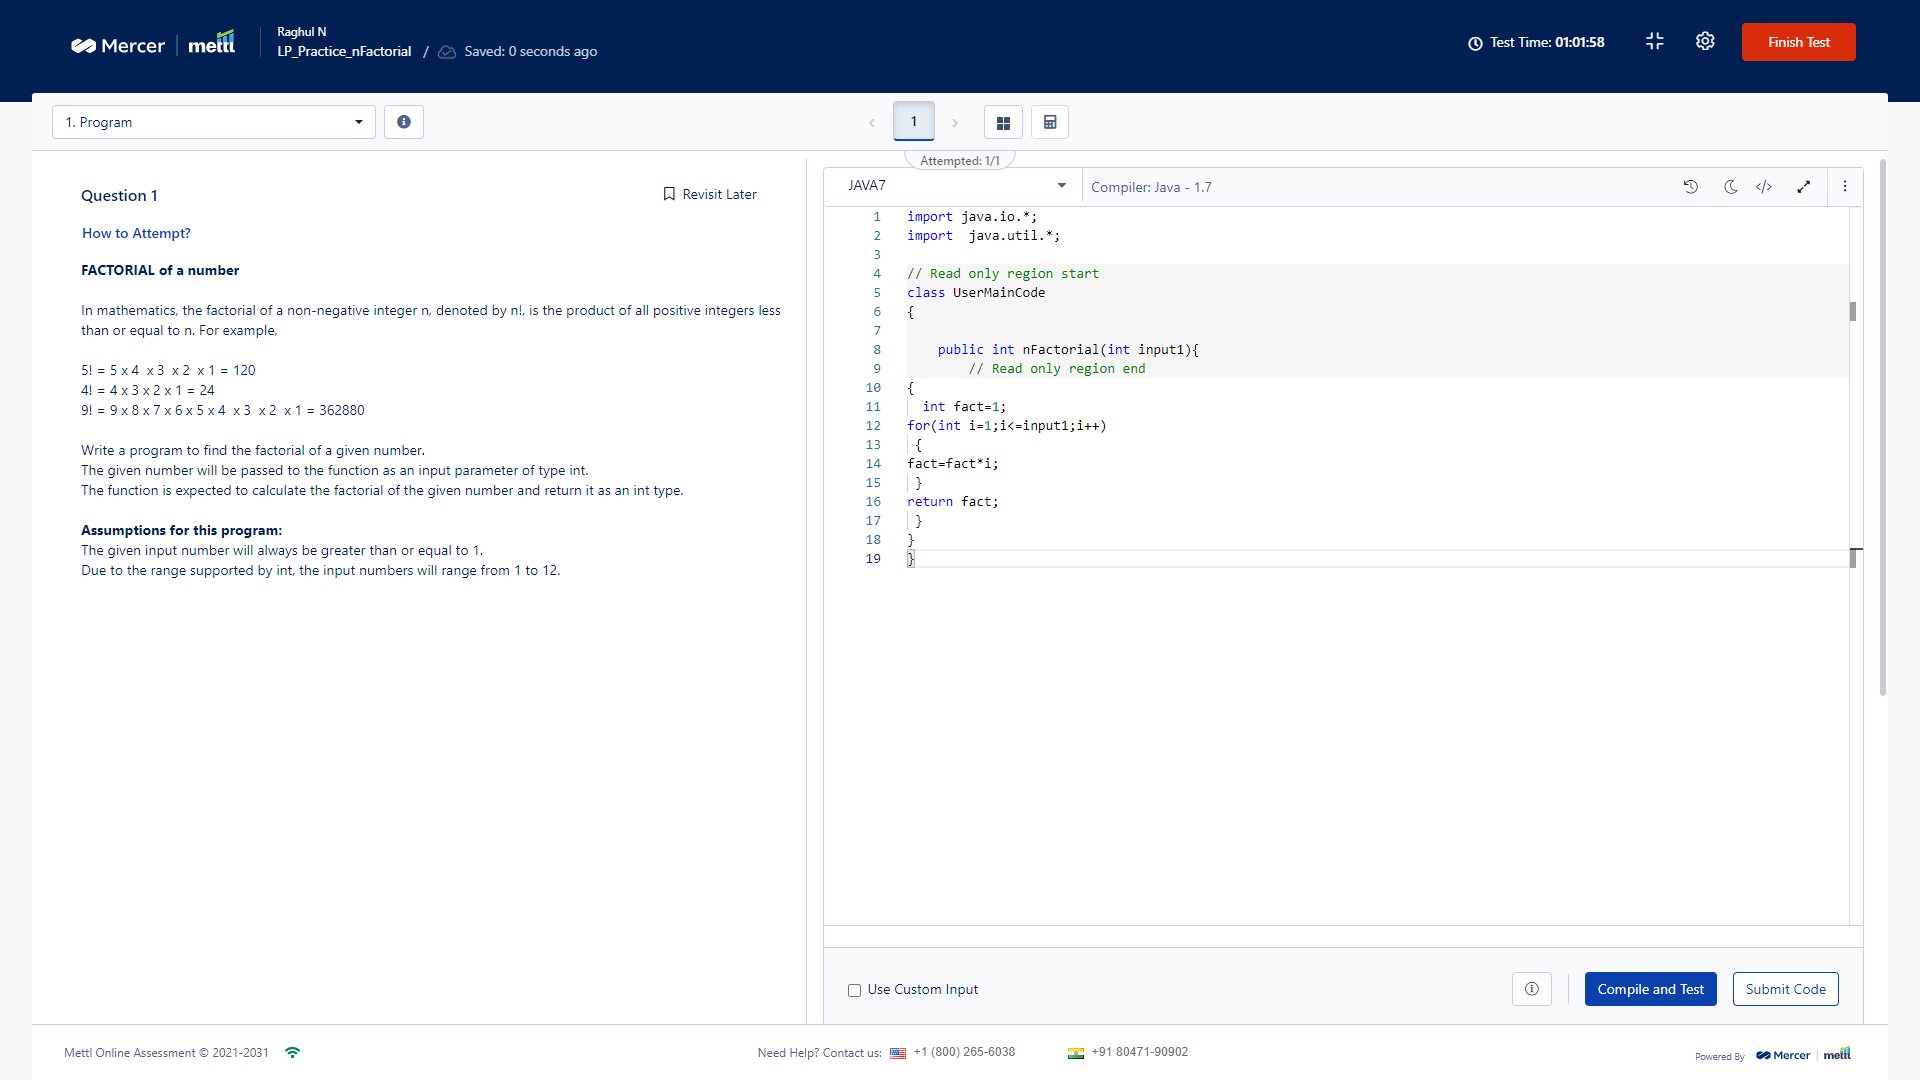 Mercer | mettl
Raghul N
LP_Practice_nFactorial / Saved: 0 seconds ago
Test Time: 01:01:58
Finish Test
1. Program
1
Attempted: 1/1
Question 1
Revisit Later
How to Attempt?
FACTORIAL of a number
In mathematics, the factorial of a non-negative integer n, denoted by n!, is the product of all positive integers less
than or equal to n. For example,
5! = 5 x 4  x 3  x 2  x 1 = 120
4! = 4 x 3 x 2 x 1 = 24
9! = 9 x 8 x 7 x 6 x 5 x 4  x 3  x 2  x 1 = 362880
Write a program to find the factorial of a given number.
The given number will be passed to the function as an input parameter of type int.
The function is expected to calculate the factorial of the given number and return it as an int type.
Assumptions for this program:
The given input number will always be greater than or equal to 1.
Due to the range supported by int, the input numbers will range from 1 to 12.
JAVA7
Compiler: Java - 1.7
1 import java.io.*;
2 import  java.util.*;
3
4 // Read only region start
5 class UserMainCode
6 {
7
8     public int nFactorial(int input1){
9         // Read only region end
10 {
11   int fact=1;
12 for(int i=1;i<=input1;i++)
13  {
14 fact=fact*i;
15  }
16 return fact;
17  }
18 }
19 }
Use Custom Input
Compile and Test
Submit Code
Mettl Online Assessment © 2021-2031
Need Help? Contact us: +1 (800) 265-6038
+91 80471-90902
Powered By Mercer | mettl